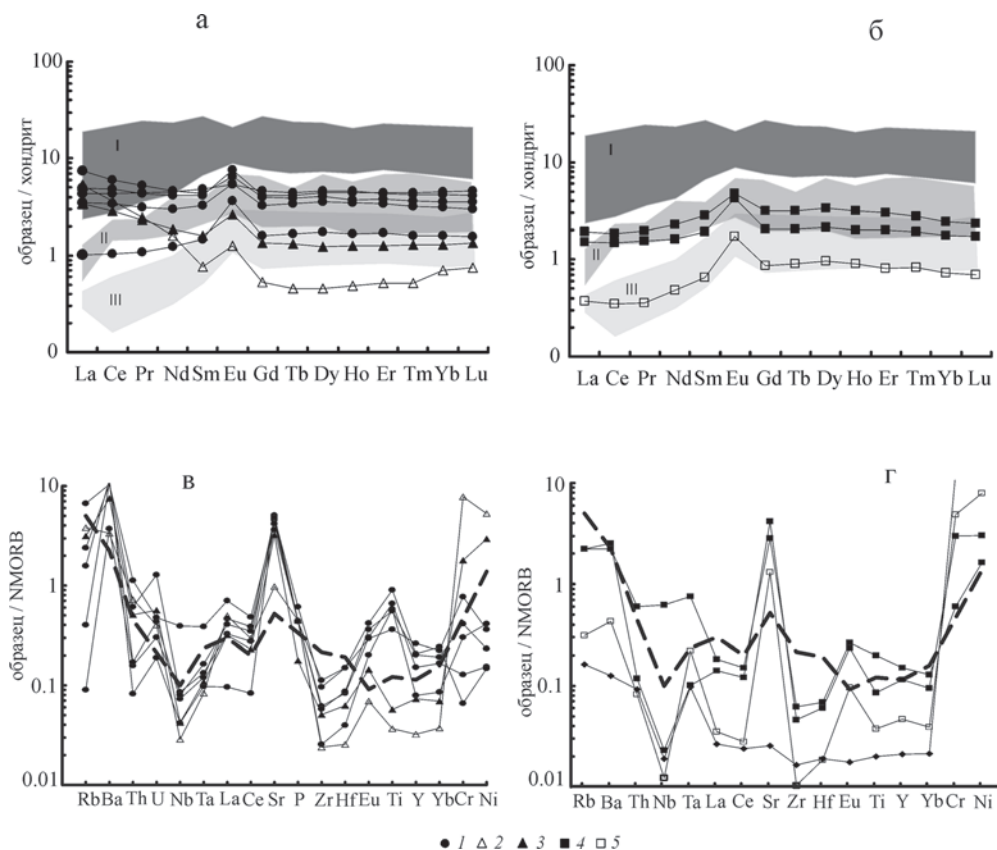 а
100
10
1
0
образец / хондрит
I
II
III
La Ce Pr Nd Sm Eu Gd Tb Dy Ho Er Tm Yb Lu
б
100
10
1
0
образец / хондрит
I
II
III
La Ce Pr Nd Sm Eu Gd Tb Dy Ho Er Tm Yb Lu
в
10
1
0.1
0.01
образец / NMORB
Rb Ba Th U Nb Ta La Ce Sr P Zr Hf Eu Ti Y Yb Cr Ni
г
10
1
0.1
0.01
образец / NMORB
Rb Ba Th Nb Ta La Ce Sr Zr Hf Eu Ti Y Yb Cr Ni
1 2 3 4 5